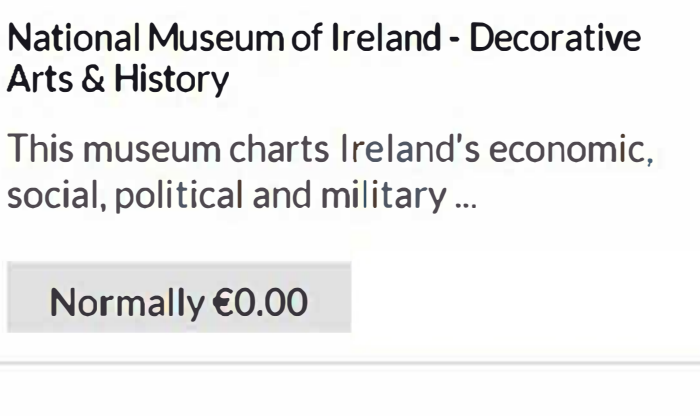 National Museum of Ireland - Decorative
Arts & History
This museum charts Ireland's economic,
social, political and military ...
Normally €0.00